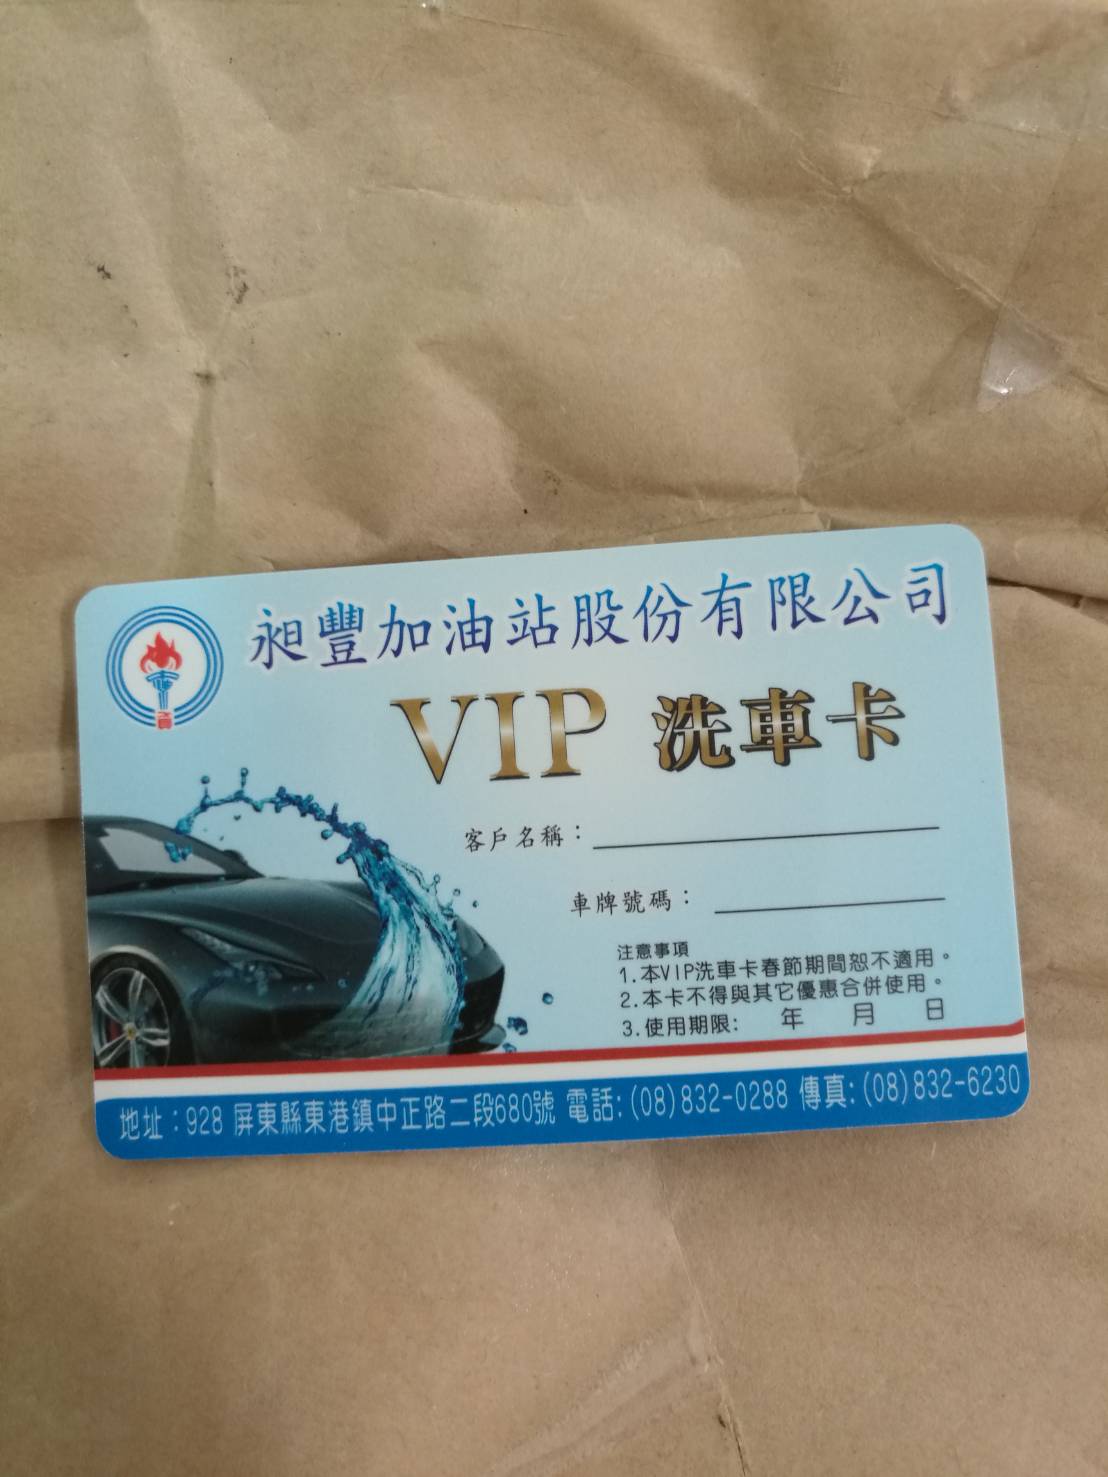 昶豐加油站股份有限公司
VIP 洗車卡
客戶名稱：
車牌號碼：
注意事項
1.本VIP洗車卡春節期間恕不適用。
2.本卡不得與其它優惠合併使用。
3.使用期限: 年 月 日
地址：928 屏東縣東港鎮中正路二段680號 電話:(08)832-0288 傳真:(08)832-6230